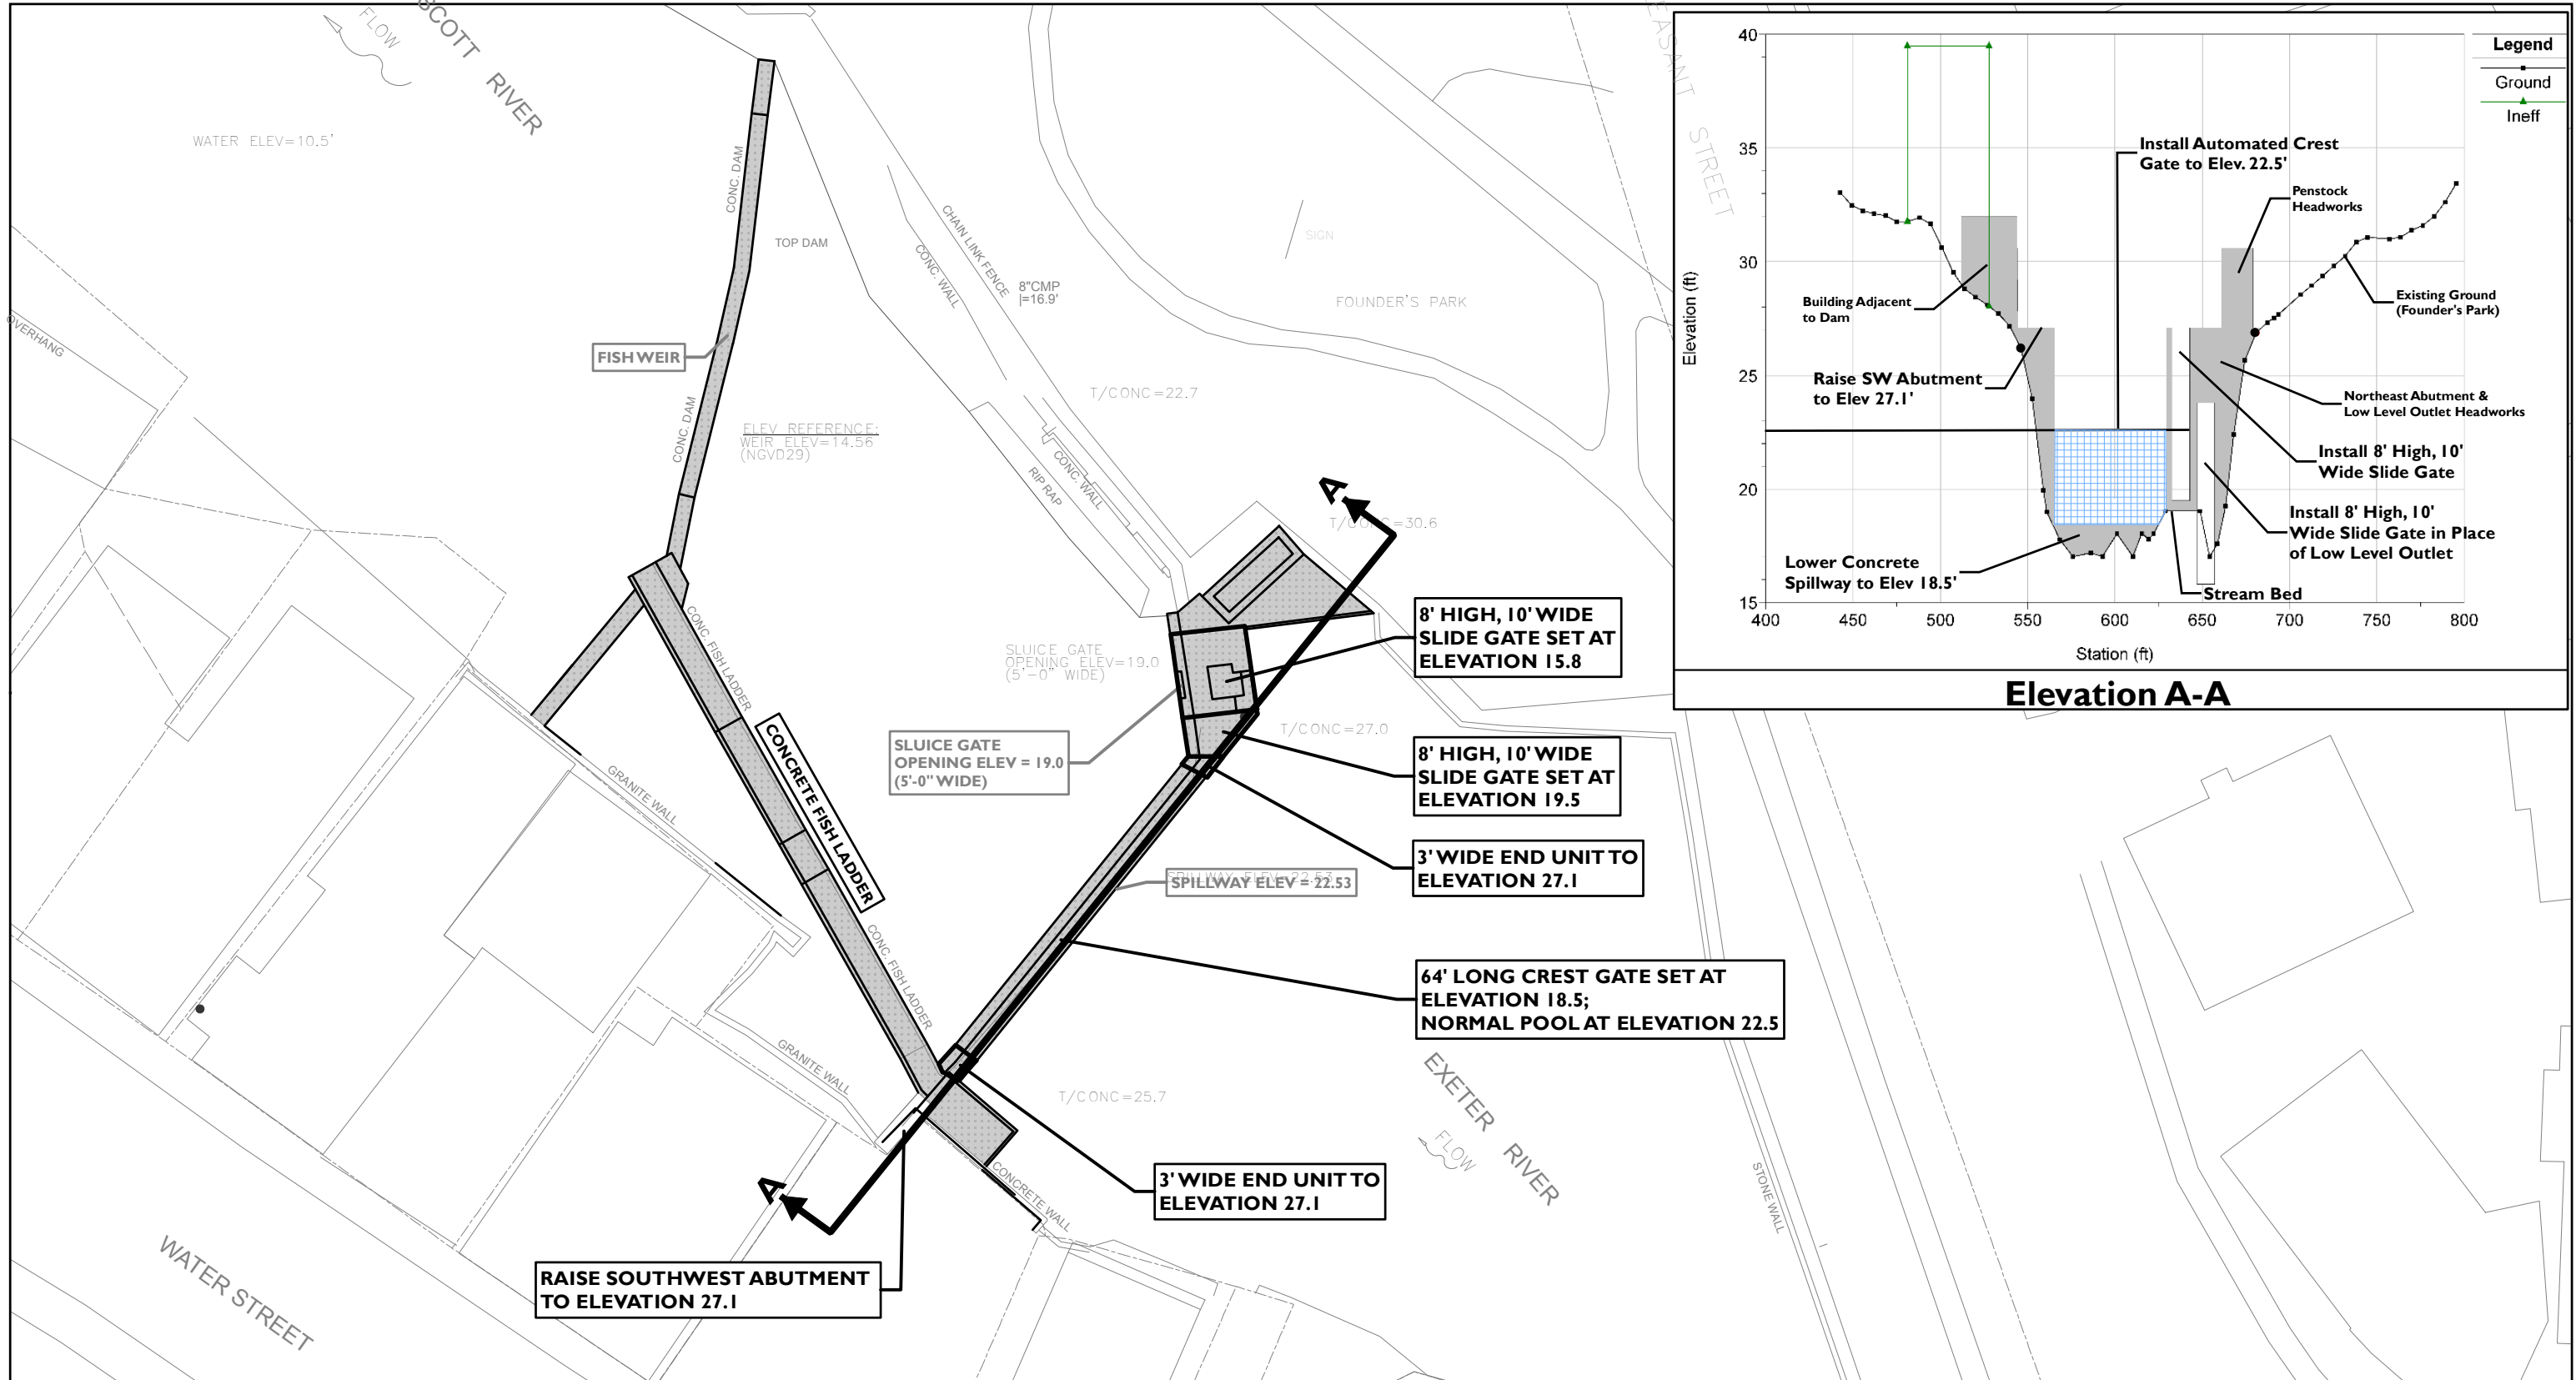 SCOTT RIVER
FLOW
WATER ELEV=10.5'
OVERHANG
CONC. DAM
TOP DAM
FISH WEIR
CONC. DAM
ELEV REFERENCE:
WEIR ELEV=14.56
(NGVD29)
CHAIN LINK FENCE
CONC. WALL
8"CMP
I=16.9'
SIGN
FOUNDER'S PARK
T/CONC=22.7
RIP RAP
CONC. WALL
A
T/CONC=30.6
STREET
CONC. FISH LADDER
CONCRETE FISH LADDER
CONC. FISH LADDER
SLUICE GATE
OPENING ELEV=19.0
(5'-0" WIDE)
SLUICE GATE
OPENING ELEV = 19.0
(5'-0" WIDE)
8' HIGH, 10' WIDE
SLIDE GATE SET AT
ELEVATION 15.8
T/CONC=27.0
8' HIGH, 10' WIDE
SLIDE GATE SET AT
ELEVATION 19.5
3' WIDE END UNIT TO
ELEVATION 27.1
SPILLWAY ELEV=22.53
SPILLWAY ELEV = 22.53
64' LONG CREST GATE SET AT
ELEVATION 18.5;
NORMAL POOL AT ELEVATION 22.5
GRANITE WALL
GRANITE WALL
T/CONC=25.7
EXETER RIVER
FLOW
STONE WALL
3' WIDE END UNIT TO
ELEVATION 27.1
CONCRETE WALL
A
RAISE SOUTHWEST ABUTMENT
TO ELEVATION 27.1
WATER STREET
Legend
Ground
Ineff
40
35
30
25
20
15
Elevation (ft)
Install Automated Crest
Gate to Elev. 22.5'
Penstock
Headworks
Building Adjacent
to Dam
Existing Ground
(Founder's Park)
Raise SW Abutment
to Elev 27.1'
Northeast Abutment &
Low Level Outlet Headworks
Install 8' High, 10'
Wide Slide Gate
Install 8' High, 10'
Wide Slide Gate in Place
of Low Level Outlet
Lower Concrete
Spillway to Elev 18.5'
Stream Bed
400 450 500 550 600 650 700 750 800
Station (ft)
Elevation A-A